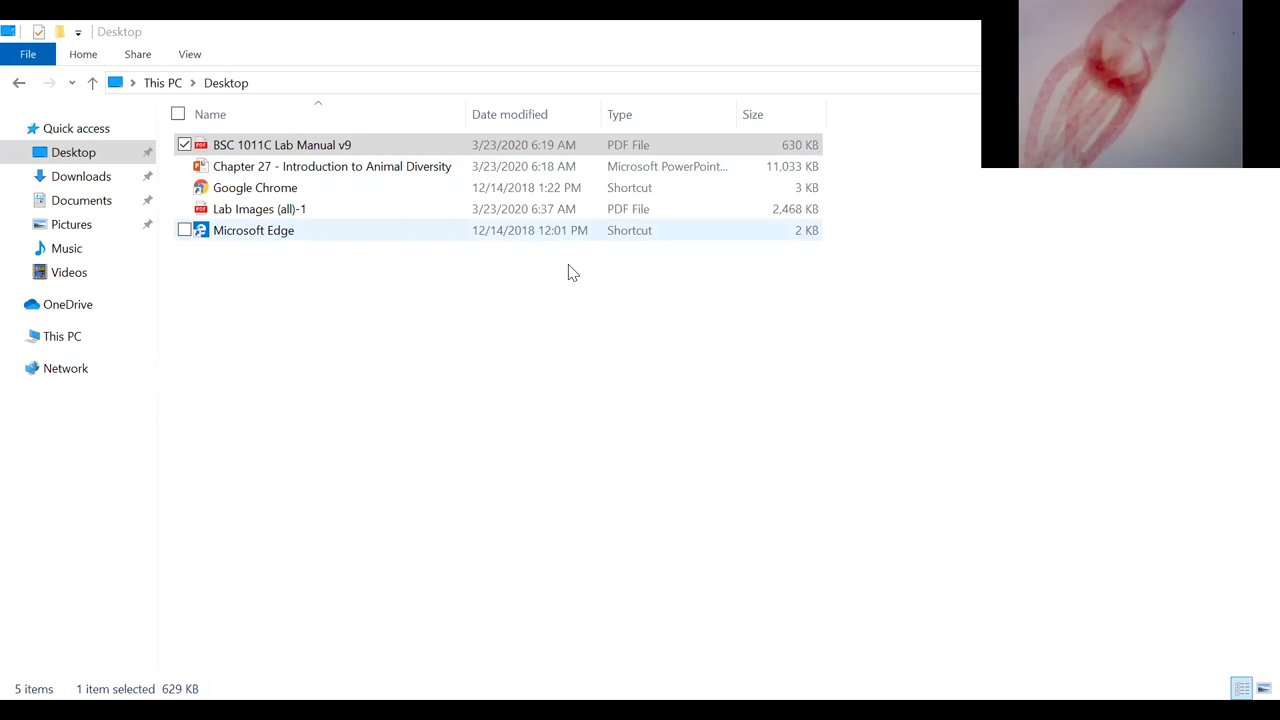 Desktop
File Home Share View
This PC Desktop
Name Date modified Type Size
Quick access
Desktop
Downloads
Documents
Pictures
Music
Videos
OneDrive
This PC
Network
BSC 1011C Lab Manual v9 3/23/2020 6:19 AM PDF File 630 KB
Chapter 27 - Introduction to Animal Diversity 3/23/2020 6:18 AM Microsoft PowerPoint... 11,033 KB
Google Chrome 12/14/2018 1:22 PM Shortcut 3 KB
Lab Images (all)-1 3/23/2020 6:37 AM PDF File 2,468 KB
Microsoft Edge 12/14/2018 12:01 PM Shortcut 2 KB
5 items 1 item selected 629 KB